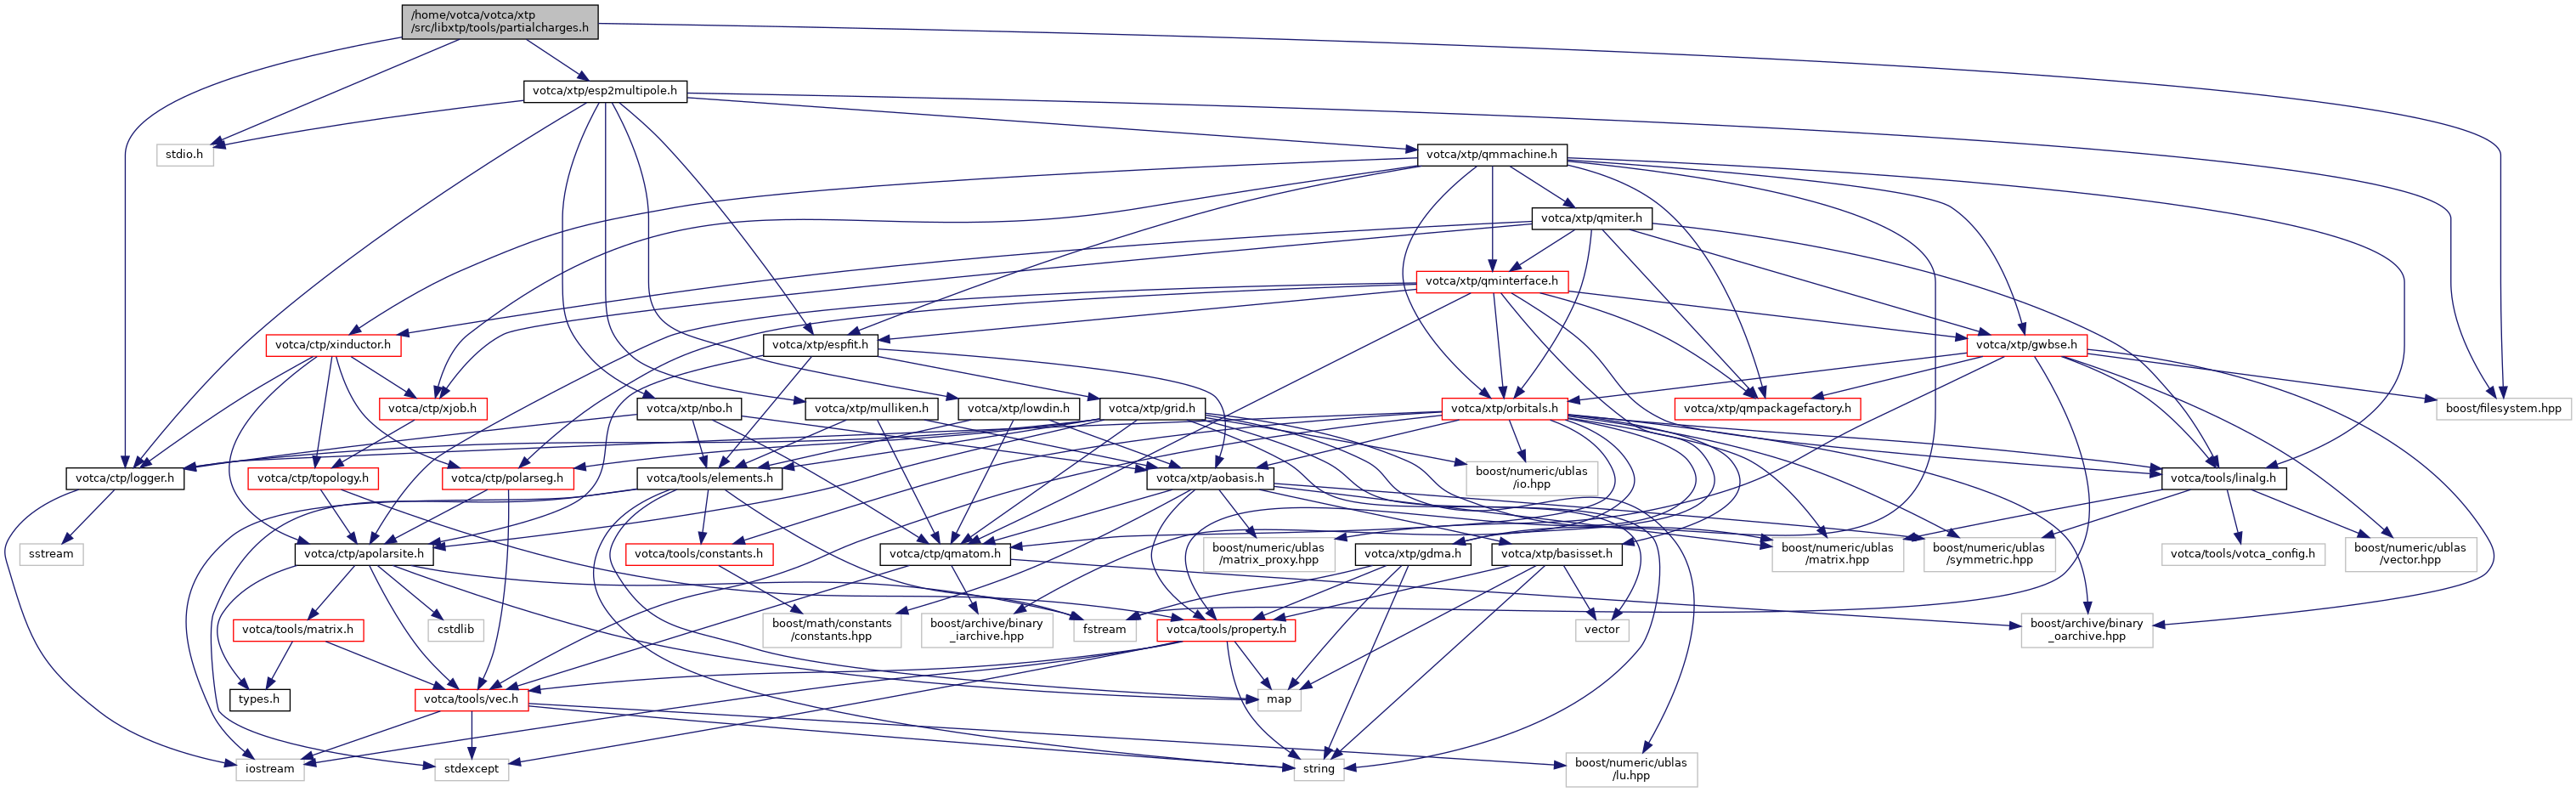 /home/votca/votca/xtp
/src/libxtp/tools/partialcharges.h
votca/xtp/esp2multipole.h
stdio.h
votca/xtp/qmmachine.h
votca/xtp/qmiter.h
votca/xtp/qminterface.h
votca/ctp/xinductor.h
votca/xtp/espfit.h
votca/xtp/gwbse.h
votca/ctp/xjob.h
votca/xtp/nbo.h
votca/xtp/mulliken.h
votca/xtp/lowdin.h
votca/xtp/grid.h
votca/xtp/orbitals.h
votca/xtp/qmpackagefactory.h
boost/filesystem.hpp
votca/ctp/logger.h
votca/ctp/topology.h
votca/ctp/polarseg.h
votca/tools/elements.h
votca/xtp/aobasis.h
boost/numeric/ublas
/io.hpp
votca/tools/linalg.h
sstream
votca/ctp/apolarsite.h
votca/tools/constants.h
votca/ctp/qmatom.h
boost/numeric/ublas
/matrix_proxy.hpp
votca/xtp/gdma.h
votca/xtp/basisset.h
boost/numeric/ublas
/matrix.hpp
boost/numeric/ublas
/symmetric.hpp
votca/tools/votca_config.h
boost/numeric/ublas
/vector.hpp
votca/tools/matrix.h
cstdlib
boost/math/constants
/constants.hpp
boost/archive/binary
_iarchive.hpp
fstream
votca/tools/property.h
vector
boost/archive/binary
_oarchive.hpp
types.h
votca/tools/vec.h
map
iostream
stdexcept
string
boost/numeric/ublas
/lu.hpp